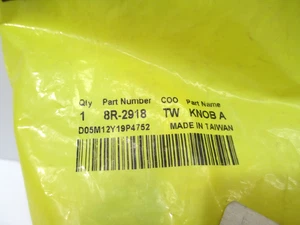 Qty Part Number COO Part Name
1 8R-2918 TW KNOB A
D05M12Y19P4752 MADE IN TAIWAN